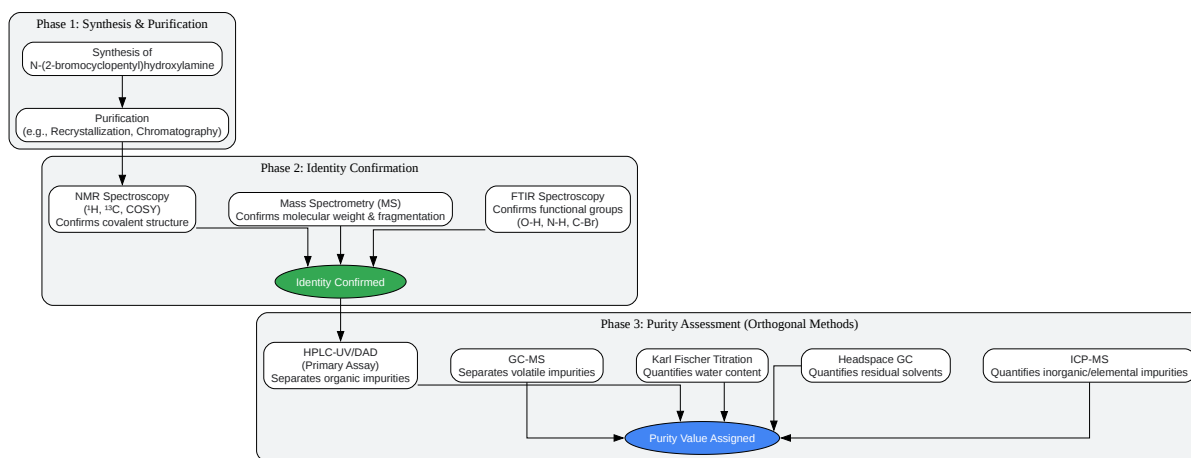 Phase 1: Synthesis & Purification
Synthesis of
N-(2-bromocyclopentyl)hydroxylamine
Purification
(e.g., Recrystallization, Chromatography)
Phase 2: Identity Confirmation
NMR Spectroscopy
(¹H, ¹³C, COSY)
Confirms covalent structure
Mass Spectrometry (MS)
Confirms molecular weight & fragmentation
FTIR Spectroscopy
Confirms functional groups
(O-H, N-H, C-Br)
Identity Confirmed
Phase 3: Purity Assessment (Orthogonal Methods)
HPLC-UV/DAD
(Primary Assay)
Separates organic impurities
GC-MS
Separates volatile impurities
Karl Fischer Titration
Quantifies water content
Headspace GC
Quantifies residual solvents
ICP-MS
Quantifies inorganic/elemental impurities
Purity Value Assigned